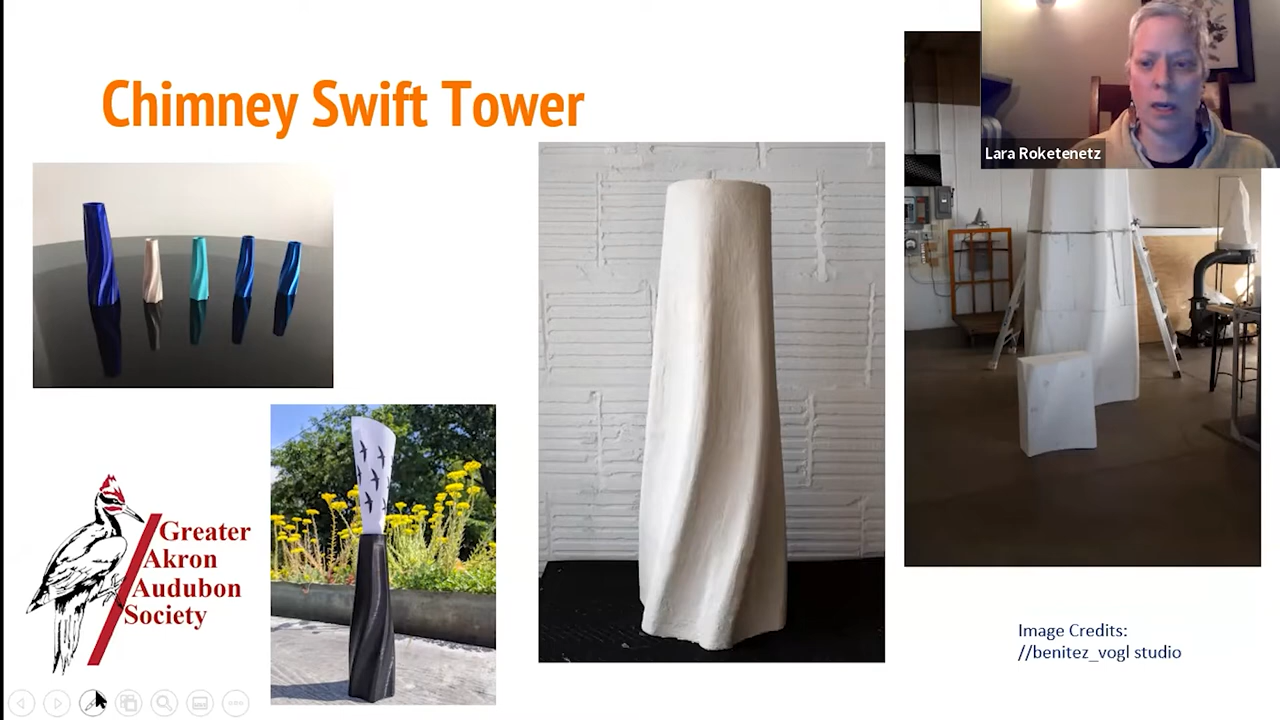 Chimney Swift Tower
Lara Roketenetz
Greater
Akron
Audubon
Society
Image Credits:
//benitez_vogl studio